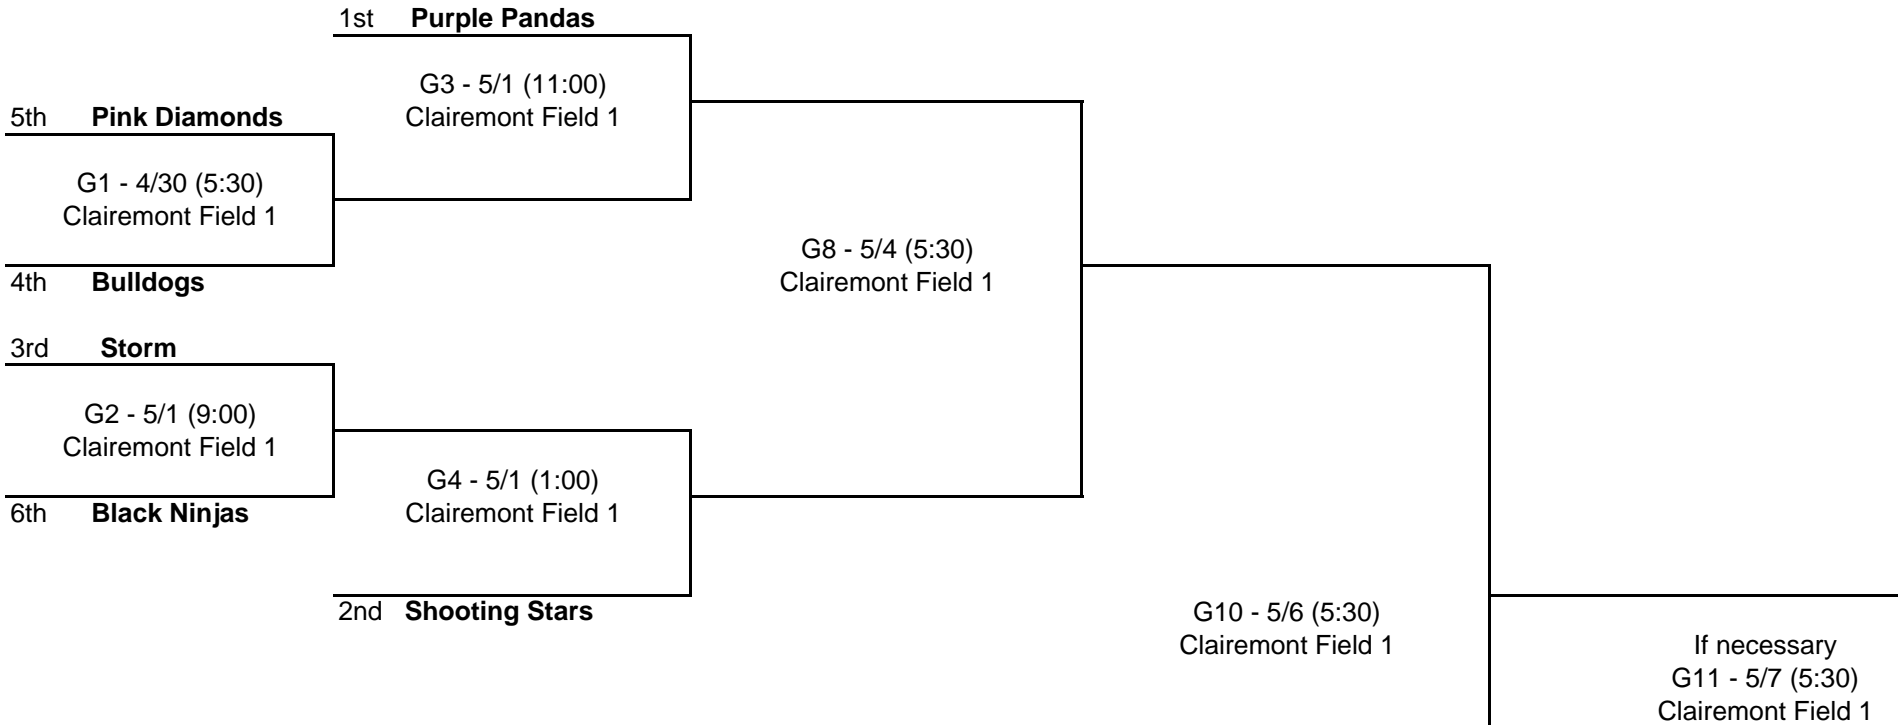 1st Purple Pandas
G3 - 5/1 (11:00)
Clairemont Field 1
5th Pink Diamonds
G1 - 4/30 (5:30)
Clairemont Field 1
4th Bulldogs
G8 - 5/4 (5:30)
Clairemont Field 1
3rd Storm
G2 - 5/1 (9:00)
Clairemont Field 1
6th Black Ninjas
G4 - 5/1 (1:00)
Clairemont Field 1
2nd Shooting Stars
G10 - 5/6 (5:30)
Clairemont Field 1
If necessary
G11 - 5/7 (5:30)
Clairemont Field 1